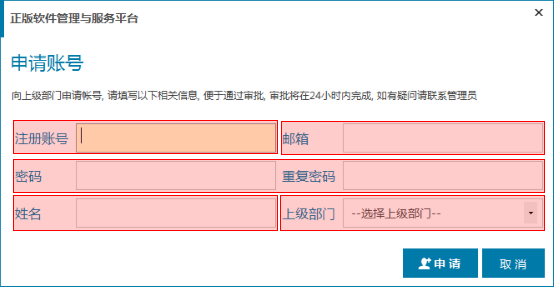 正版软件管理与服务平台
申请账号
向上级部门申请帐号, 请填写以下相关信息, 便于通过审批, 审批将在24小时内完成, 如有疑问请联系管理员
注册账号 邮箱
密码 重复密码
姓名 上级部门 --选择上级部门--
申请 取消